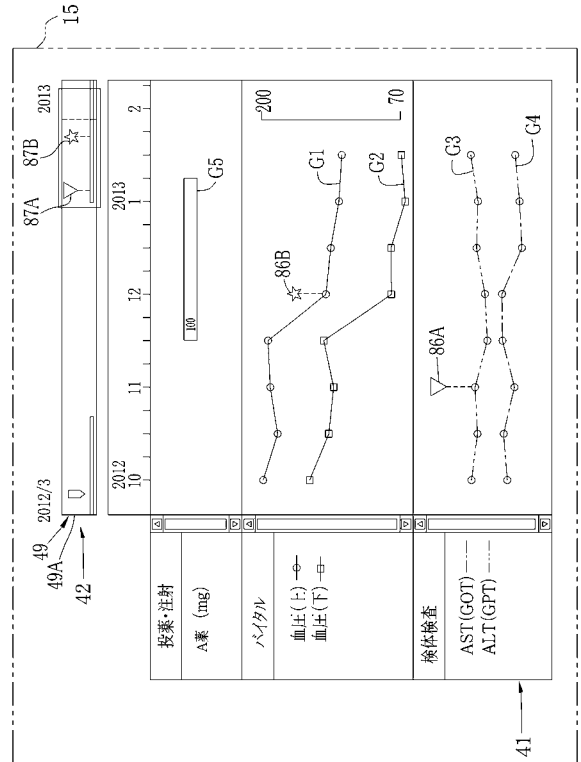 15
2012/3
2013
49
49A
42
87A
87B
2012
2013
10
11
12
1
2
投薬・注射
A薬 (mg)
100
G5
バイタル
血圧(上)
血圧(下)
200
70
G1
G2
86B
検体検査
AST(GOT)
ALT(GPT)
86A
G3
G4
41